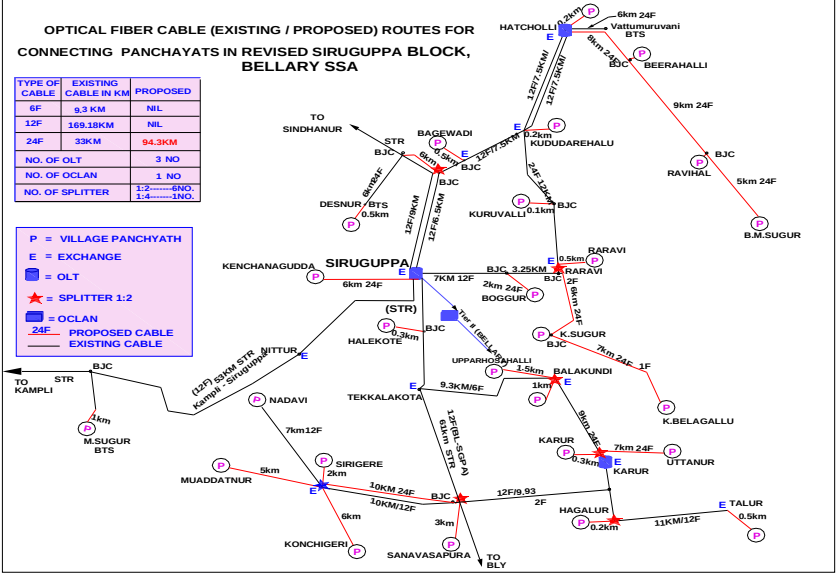 OPTICAL FIBER CABLE (EXISTING / PROPOSED) ROUTES FOR
CONNECTING PANCHAYATS IN REVISED SIRUGUPPA BLOCK,
BELLARY SSA
TYPE OF CABLE EXISTING CABLE IN KM PROPOSED
6F 9.3 KM NIL
12F 169.18KM NIL
24F 33KM 94.3KM
NO. OF OLT 3 NO
NO. OF OCLAN 1 NO
NO. OF SPLITTER 1:2-------6NO.
1:4-------1NO.
P = VILLAGE PANCHYATH
E = EXCHANGE
= OLT
= SPLITTER 1:2
= OCLAN
24F PROPOSED CABLE
EXISTING CABLE
HATCHOLLI
E
0.2km
P
6km 24F
Vattumuruvani
BTS
8km 24F
BJC
P
BEERAHALLI
9km 24F
BJC
P
RAVIHAL
5km 24F
P
B.M.SUGUR
12F/7.5KM/
12F/7.5KM/
TO
SINDHANUR
STR
BJC
BAGEWADI
P
0.5km
E
6km
BJC
BJC
12F/7.5KM
E
0.2km
P
KUDUDAREHALU
6km24F
DESNUR BTS
0.5km
P
12F/9KM
12F/6.5KM
24F 12KM
P
KURUVALLI
0.1km
BJC
RARAVI
P
0.5km
E
RARAVI
BJC
2F
KENCHANAGUDDA
P
6km 24F
SIRUGUPPA
E
(STR)
7KM 12F
BJC
3.25KM
2km 24F
P
BOGGUR
6km 24F
P
K.SUGUR
BJC
7km 24F
1F
P
K.BELAGALLU
Tier II (BELLARY)
P
0.3km
HALEKOTE
BJC
NITTUR
E
(12F) 53KM STR
Kampli - Siruguppa
BJC
STR
TO
KAMPLI
1km
P
M.SUGUR
BTS
UPPARHOSAHALLI
P
1.5km
BALAKUNDI
E
1km
P
9.3KM/6F
E
TEKKALAKOTA
9km 24F
KARUR
P
0.3km
7km 24F
P
UTTANUR
E
KARUR
P
NADAVI
7km12F
12F(BL-SGPA)
61km STR
P
SIRIGERE
2km
P
MUADDATNUR
5km
E
10KM 24F
10KM/12F
BJC
6km
P
KONCHIGERI
3km
P
SANAVASAPURA
TO
BLY
12F/9.93
2F
HAGALUR
P
0.2km
11KM/12F
E
TALUR
0.5km
P